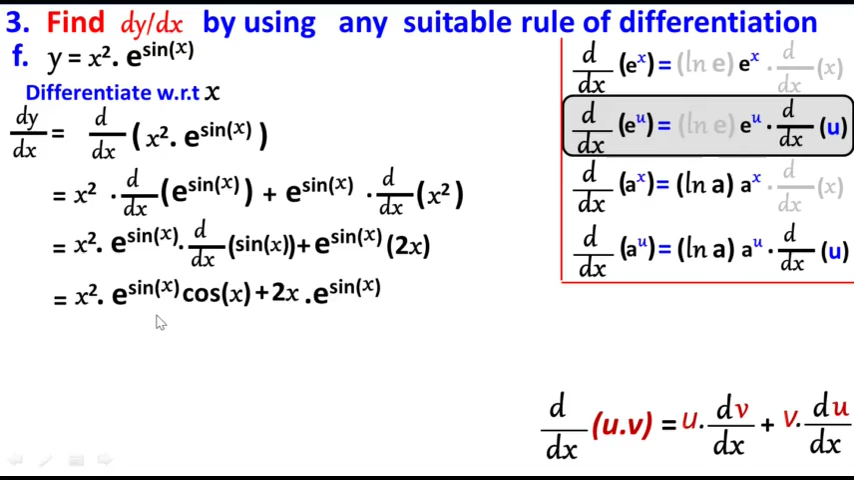 3. Find dy/dx by using any suitable rule of differentiation
f. y = x². e^sin(x)
Differentiate w.r.t x
dy/dx = d/dx (x². e^sin(x))
= x² · d/dx (e^sin(x)) + e^sin(x) · d/dx (x²)
= x². e^sin(x). d/dx (sin(x)) + e^sin(x) (2x)
= x². e^sin(x) cos(x) + 2x .e^sin(x)
d/dx (e^x) = (ln e) e^x · d/dx (x)
d/dx (e^u) = (ln e) e^u · d/dx (u)
d/dx (a^x) = (ln a) a^x · d/dx (x)
d/dx (a^u) = (ln a) a^u · d/dx (u)
d/dx (u.v) = u. dv/dx + v. du/dx